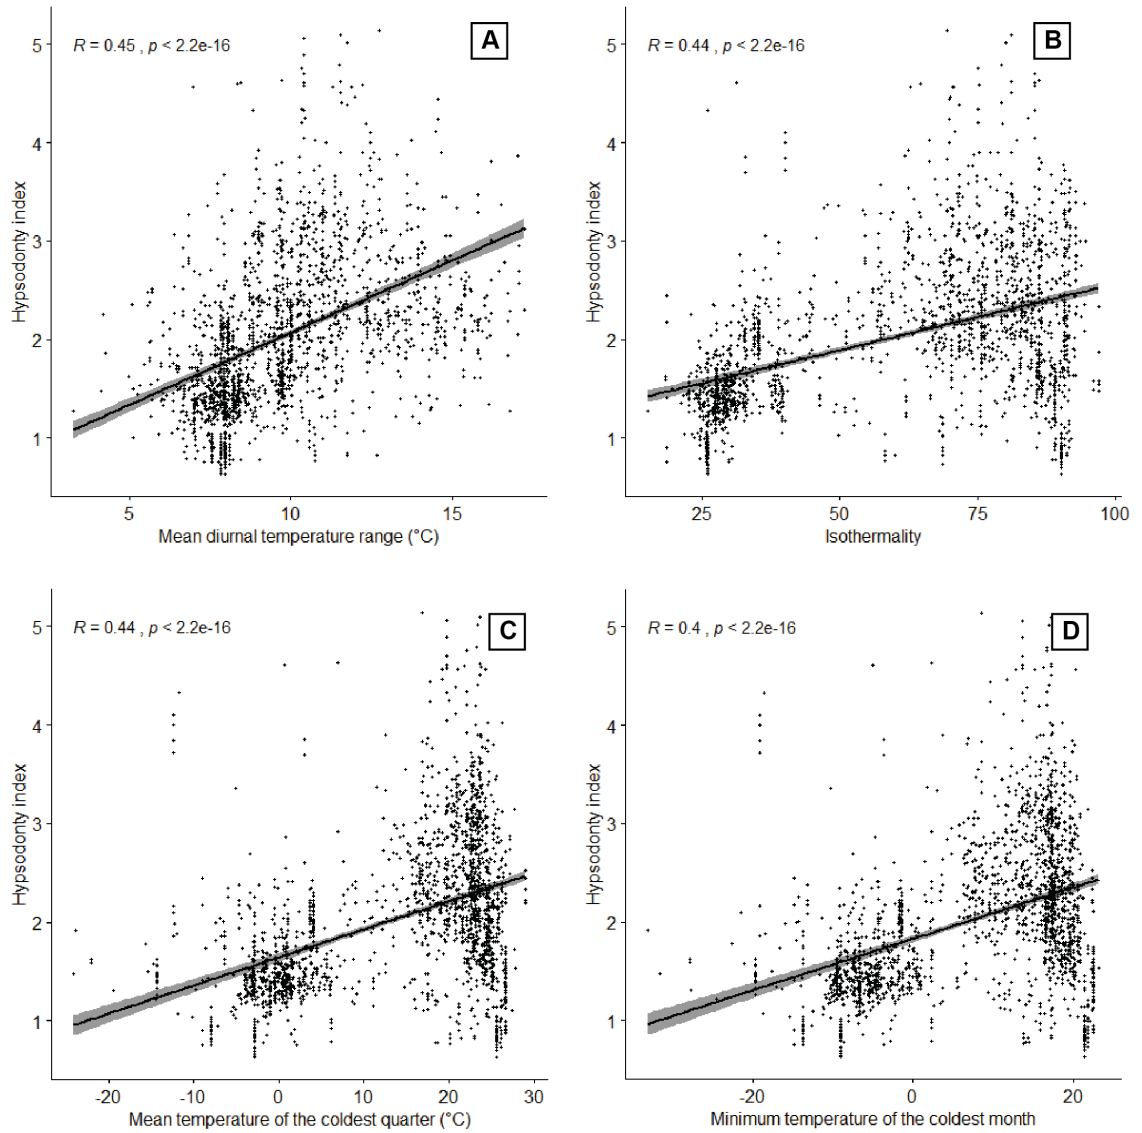 R = 0.45 , p < 2.2e-16
A
Hypsodonty index
5
4
3
2
1
5
10
15
Mean diurnal temperature range (°C)
R = 0.44 , p < 2.2e-16
B
Hypsodonty index
5
4
3
2
1
25
50
75
100
Isothermality
R = 0.44 , p < 2.2e-16
C
Hypsodonty index
5
4
3
2
1
-20
-10
0
10
20
30
Mean temperature of the coldest quarter (°C)
R = 0.4 , p < 2.2e-16
D
Hypsodonty index
5
4
3
2
1
-20
0
20
Minimum temperature of the coldest month